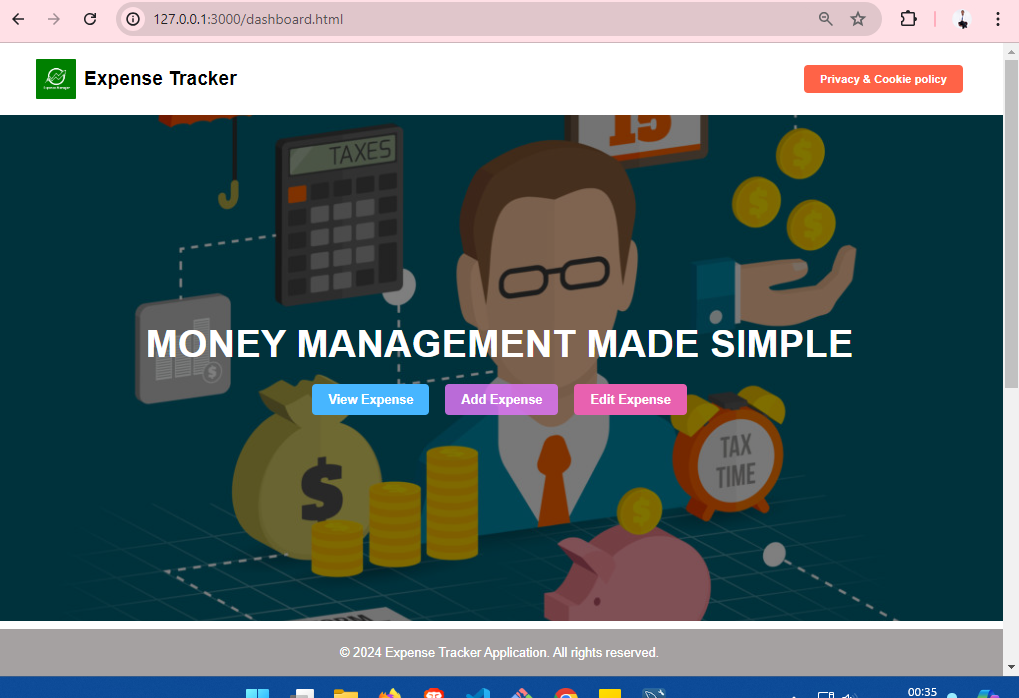 127.0.0.1:3000/dashboard.html
Expense Tracker
Privacy & Cookie policy
TAXES
15
MONEY MANAGEMENT MADE SIMPLE
View Expense
Add Expense
Edit Expense
$
$
$
$
$
$
TAX
TIME
© 2024 Expense Tracker Application. All rights reserved.
00:35